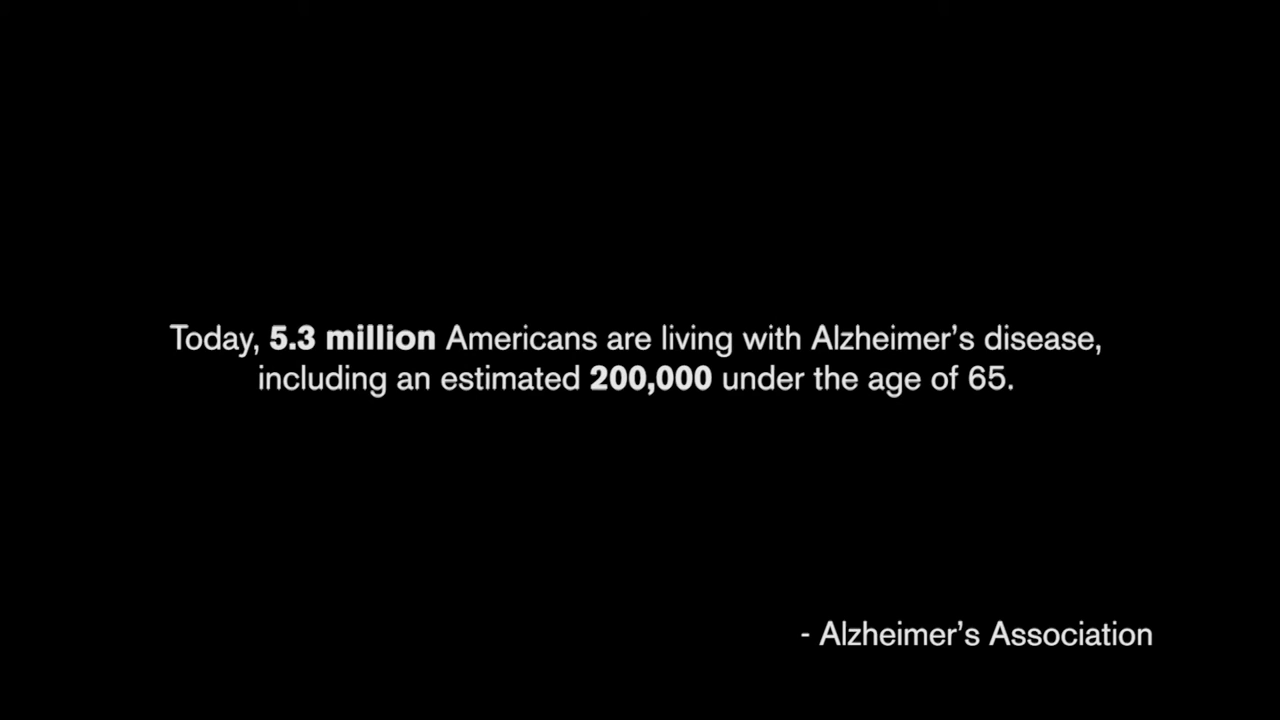 Today, 5.3 million Americans are living with Alzheimer’s disease,
including an estimated 200,000 under the age of 65.
- Alzheimer’s Association